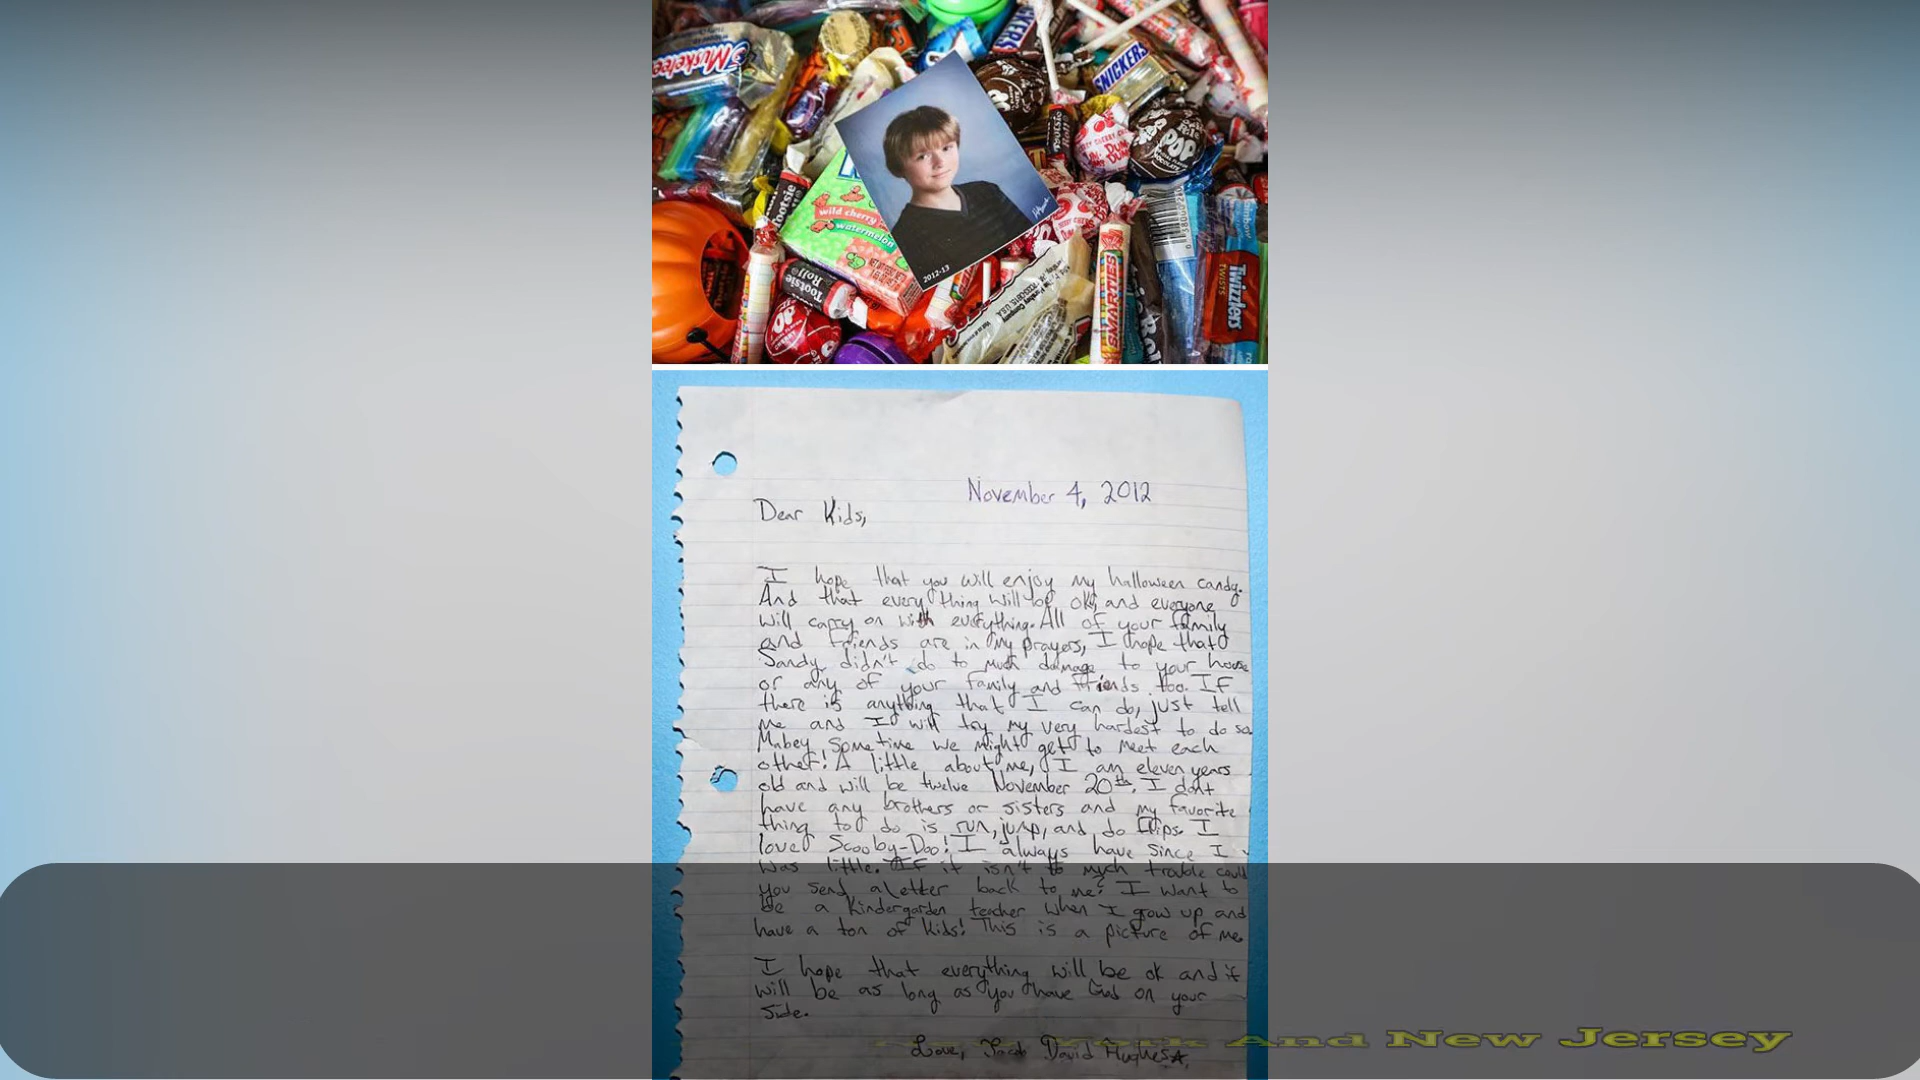 3 Musketeers
SNICKERS
SNICKERS
POP
Tootsie
Roll
wild cherry
watermelon
Tootsie
Roll
POP
SMARTIES
Twizzlers
TWISTS
2012-13
November 4, 2012
Dear Kids,
I hope that you will enjoy my halloween candy.
And that every thing will be ok, and everyone
will carry on with everything. All of your family
and friends are in my prayers, I hope that
Sandy didn't do to much damage to your house
or any of your family and friends too. If
there is anything that I can do, just tell
me and I will try my very hardest to do so.
Mabey some time we might get to meet each
other! A little about me, I am eleven years
old and will be twelve November 20th. I don't
have any brothers or sisters and my favorite
thing to do is run, jump, and do flips. I
love Scooby-Doo! I always have since I
was little. If it isn't to much trouble could
you send a letter back to me? I want to
be a Kindergarden teacher when I grow up and
have a ton of kids! This is a picture of me.
I hope that everything will be ok and it
will be as long as you have God on your
side.
Love, Jacob David Hughes
York And New Jersey